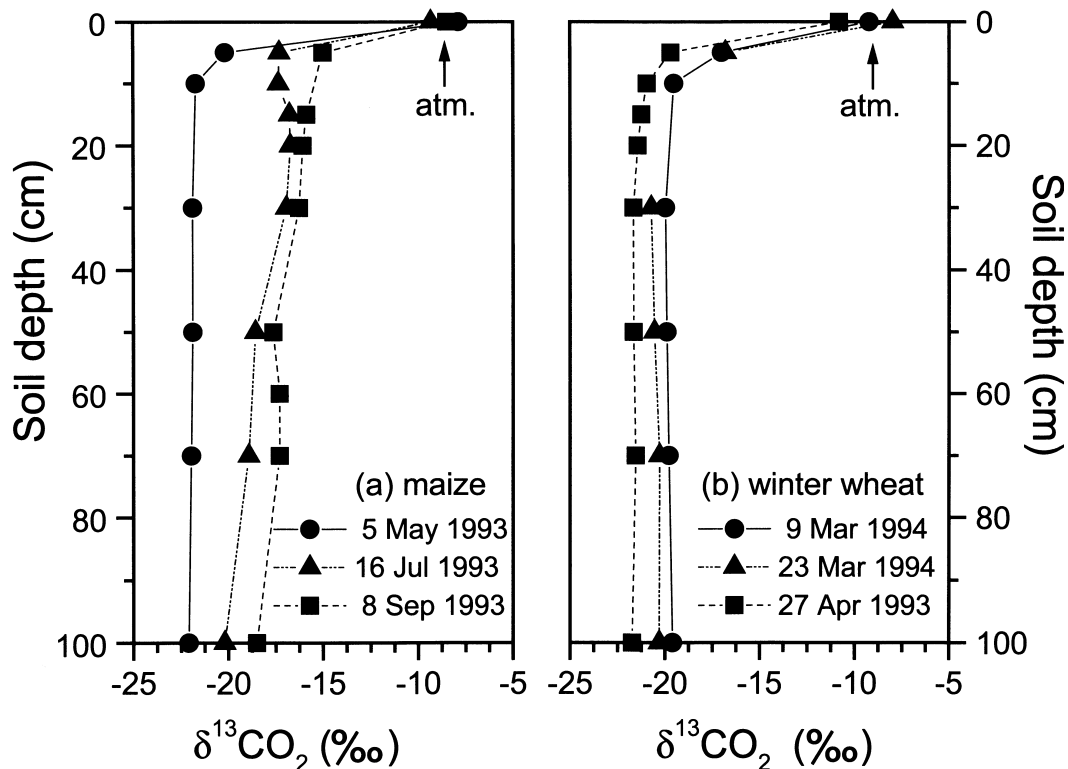 0
20
40
60
80
100
Soil depth (cm)
atm.
(a) maize
5 May 1993
16 Jul 1993
8 Sep 1993
-25
-20
-15
-10
-5
δ¹³CO₂ (‰)
atm.
(b) winter wheat
9 Mar 1994
23 Mar 1994
27 Apr 1993
-25
-20
-15
-10
-5
δ¹³CO₂ (‰)
0
20
40
60
80
100
Soil depth (cm)